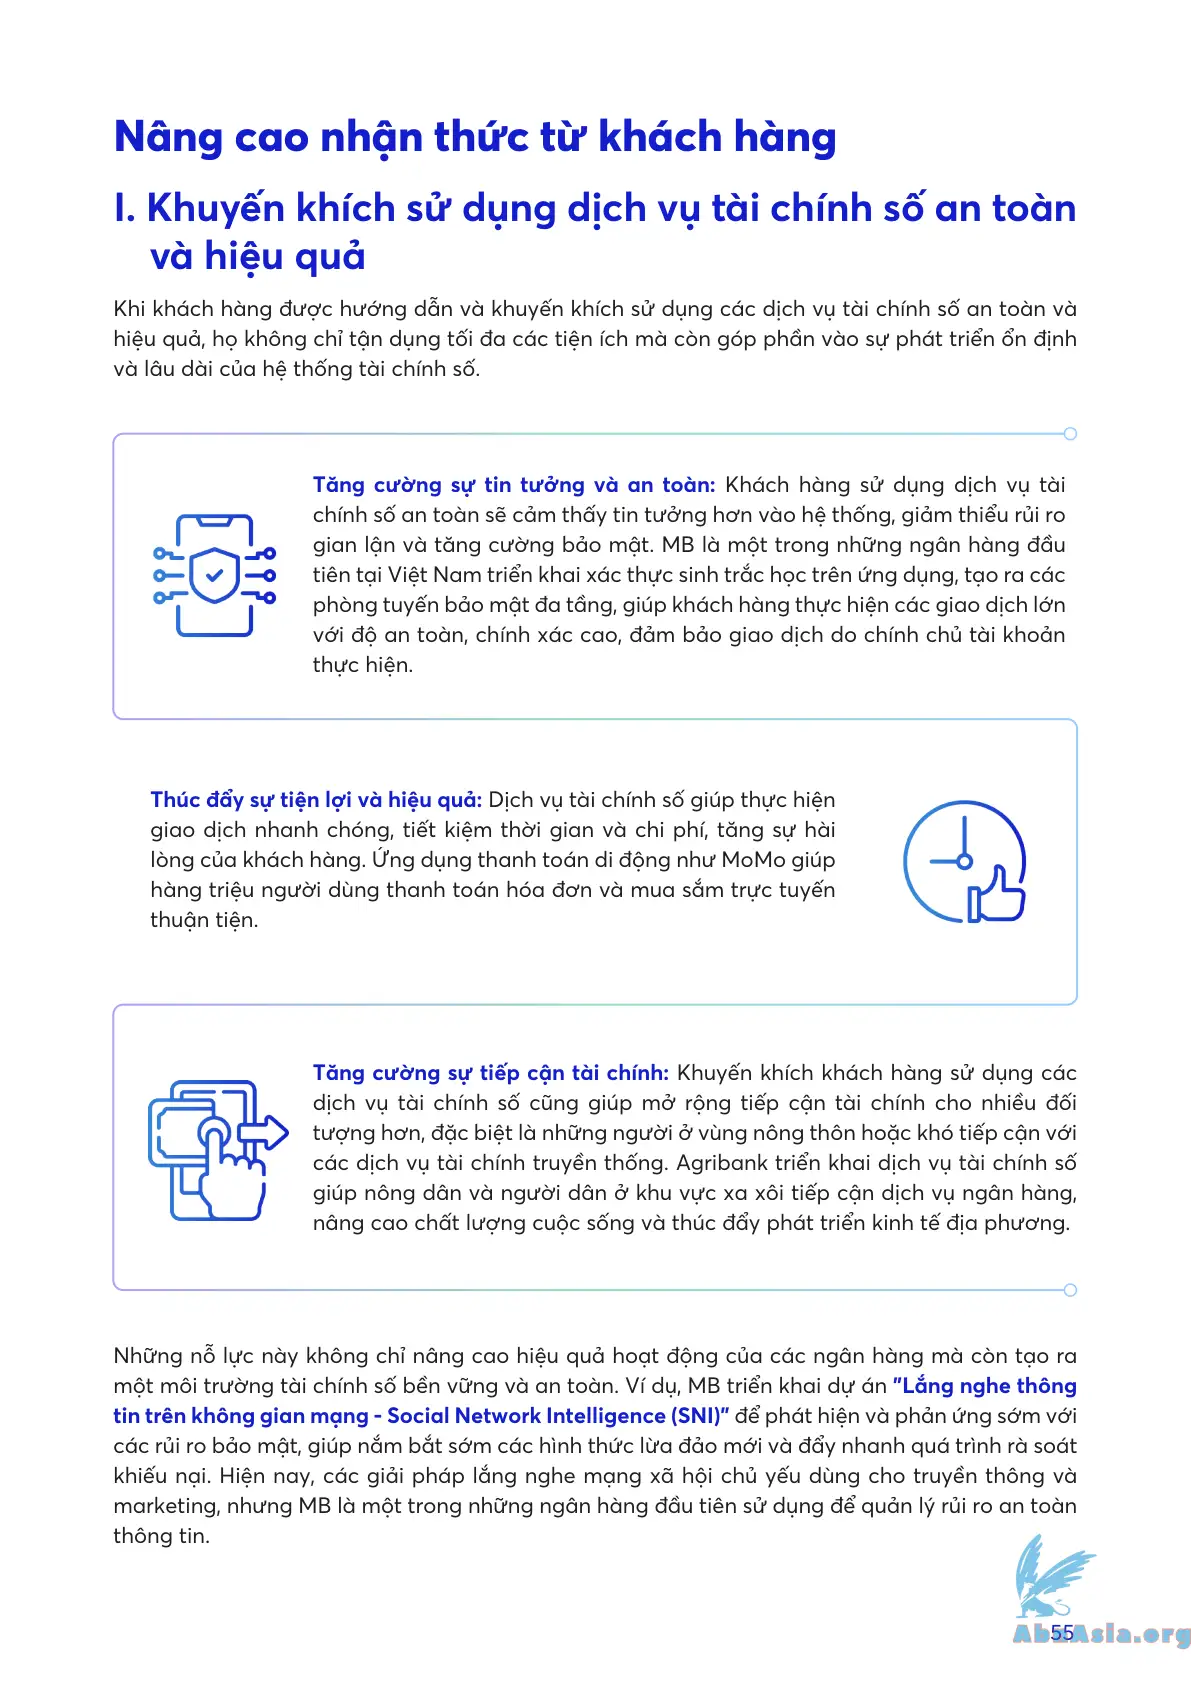 Nâng cao nhận thức từ khách hàng
I. Khuyến khích sử dụng dịch vụ tài chính số an toàn
và hiệu quả
Khi khách hàng được hướng dẫn và khuyến khích sử dụng các dịch vụ tài chính số an toàn và
hiệu quả, họ không chỉ tận dụng tối đa các tiện ích mà còn góp phần vào sự phát triển ổn định
và lâu dài của hệ thống tài chính số.
Tăng cường sự tin tưởng và an toàn: Khách hàng sử dụng dịch vụ tài
chính số an toàn sẽ cảm thấy tin tưởng hơn vào hệ thống, giảm thiểu rủi ro
gian lận và tăng cường bảo mật. MB là một trong những ngân hàng đầu
tiên tại Việt Nam triển khai xác thực sinh trắc học trên ứng dụng, tạo ra các
phòng tuyến bảo mật đa tầng, giúp khách hàng thực hiện các giao dịch lớn
với độ an toàn, chính xác cao, đảm bảo giao dịch do chính chủ tài khoản
thực hiện.
Thúc đẩy sự tiện lợi và hiệu quả: Dịch vụ tài chính số giúp thực hiện
giao dịch nhanh chóng, tiết kiệm thời gian và chi phí, tăng sự hài
lòng của khách hàng. Ứng dụng thanh toán di động như MoMo giúp
hàng triệu người dùng thanh toán hóa đơn và mua sắm trực tuyến
thuận tiện.
Tăng cường sự tiếp cận tài chính: Khuyến khích khách hàng sử dụng các
dịch vụ tài chính số cũng giúp mở rộng tiếp cận tài chính cho nhiều đối
tượng hơn, đặc biệt là những người ở vùng nông thôn hoặc khó tiếp cận với
các dịch vụ tài chính truyền thống. Agribank triển khai dịch vụ tài chính số
giúp nông dân và người dân ở khu vực xa xôi tiếp cận dịch vụ ngân hàng,
nâng cao chất lượng cuộc sống và thúc đẩy phát triển kinh tế địa phương.
Những nỗ lực này không chỉ nâng cao hiệu quả hoạt động của các ngân hàng mà còn tạo ra
một môi trường tài chính số bền vững và an toàn. Ví dụ, MB triển khai dự án "Lắng nghe thông
tin trên không gian mạng - Social Network Intelligence (SNI)" để phát hiện và phản ứng sớm với
các rủi ro bảo mật, giúp nắm bắt sớm các hình thức lừa đảo mới và đẩy nhanh quá trình rà soát
khiếu nại. Hiện nay, các giải pháp lắng nghe mạng xã hội chủ yếu dùng cho truyền thông và
marketing, nhưng MB là một trong những ngân hàng đầu tiên sử dụng để quản lý rủi ro an toàn
thông tin.
55